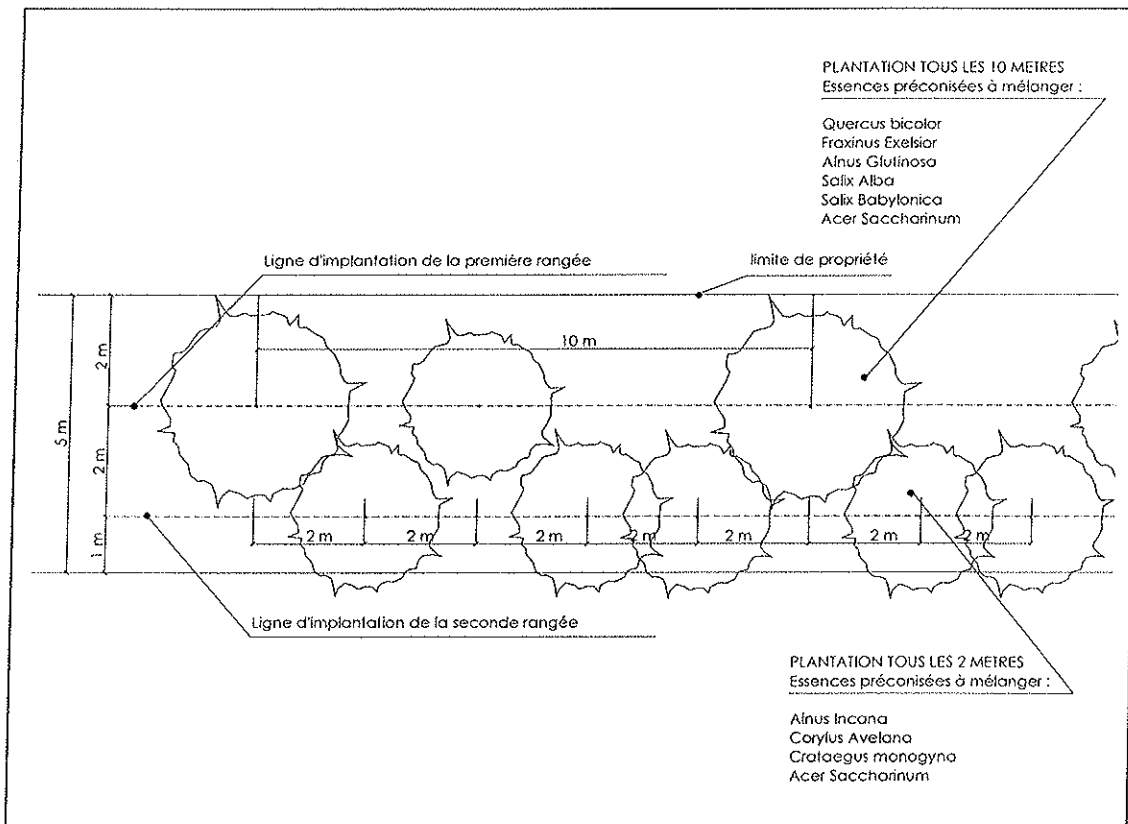 PLANTATION TOUS LES 10 METRES
Essences préconisées à mélanger :
Quercus bicolor
Fraxinus Exelsior
Alnus Glutinosa
Salix Alba
Salix Babylonica
Acer Saccharinum
Ligne d'implantation de la première rangée
limite de propriété
10 m
2 m
5 m
2 m
1 m
2 m
2 m
2 m
2 m
2 m
2 m
2 m
Ligne d'implantation de la seconde rangée
PLANTATION TOUS LES 2 METRES
Essences préconisées à mélanger :
Alnus Incana
Corylus Avelana
Crataegus monogyna
Acer Saccharinum